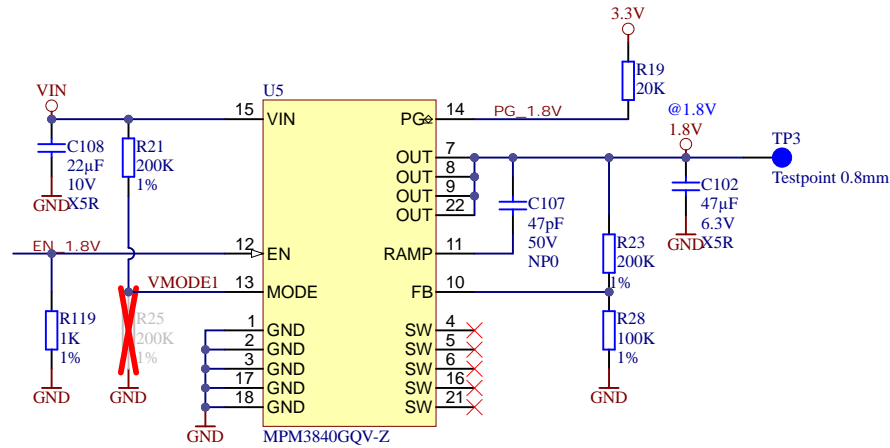 3.3V
R19
20K
VIN
U5
15
VIN
PG
14
PG_1.8V
@1.8V
1.8V
TP3
Testpoint 0.8mm
C108
22µF
10V
X5R
GND
R21
200K
1%
OUT
7
OUT
8
OUT
9
OUT
22
C107
47pF
50V
NP0
C102
47µF
6.3V
X5R
GND
EN_1.8V
12
EN
RAMP
11
R23
200K
1%
VMODE1
13
MODE
FB
10
R119
1K
1%
GND
R25
200K
1%
GND
R28
100K
1%
GND
1
GND
2
GND
3
GND
17
GND
18
GND
GND
SW
4
SW
5
SW
6
SW
16
SW
21
MPM3840GQV-Z